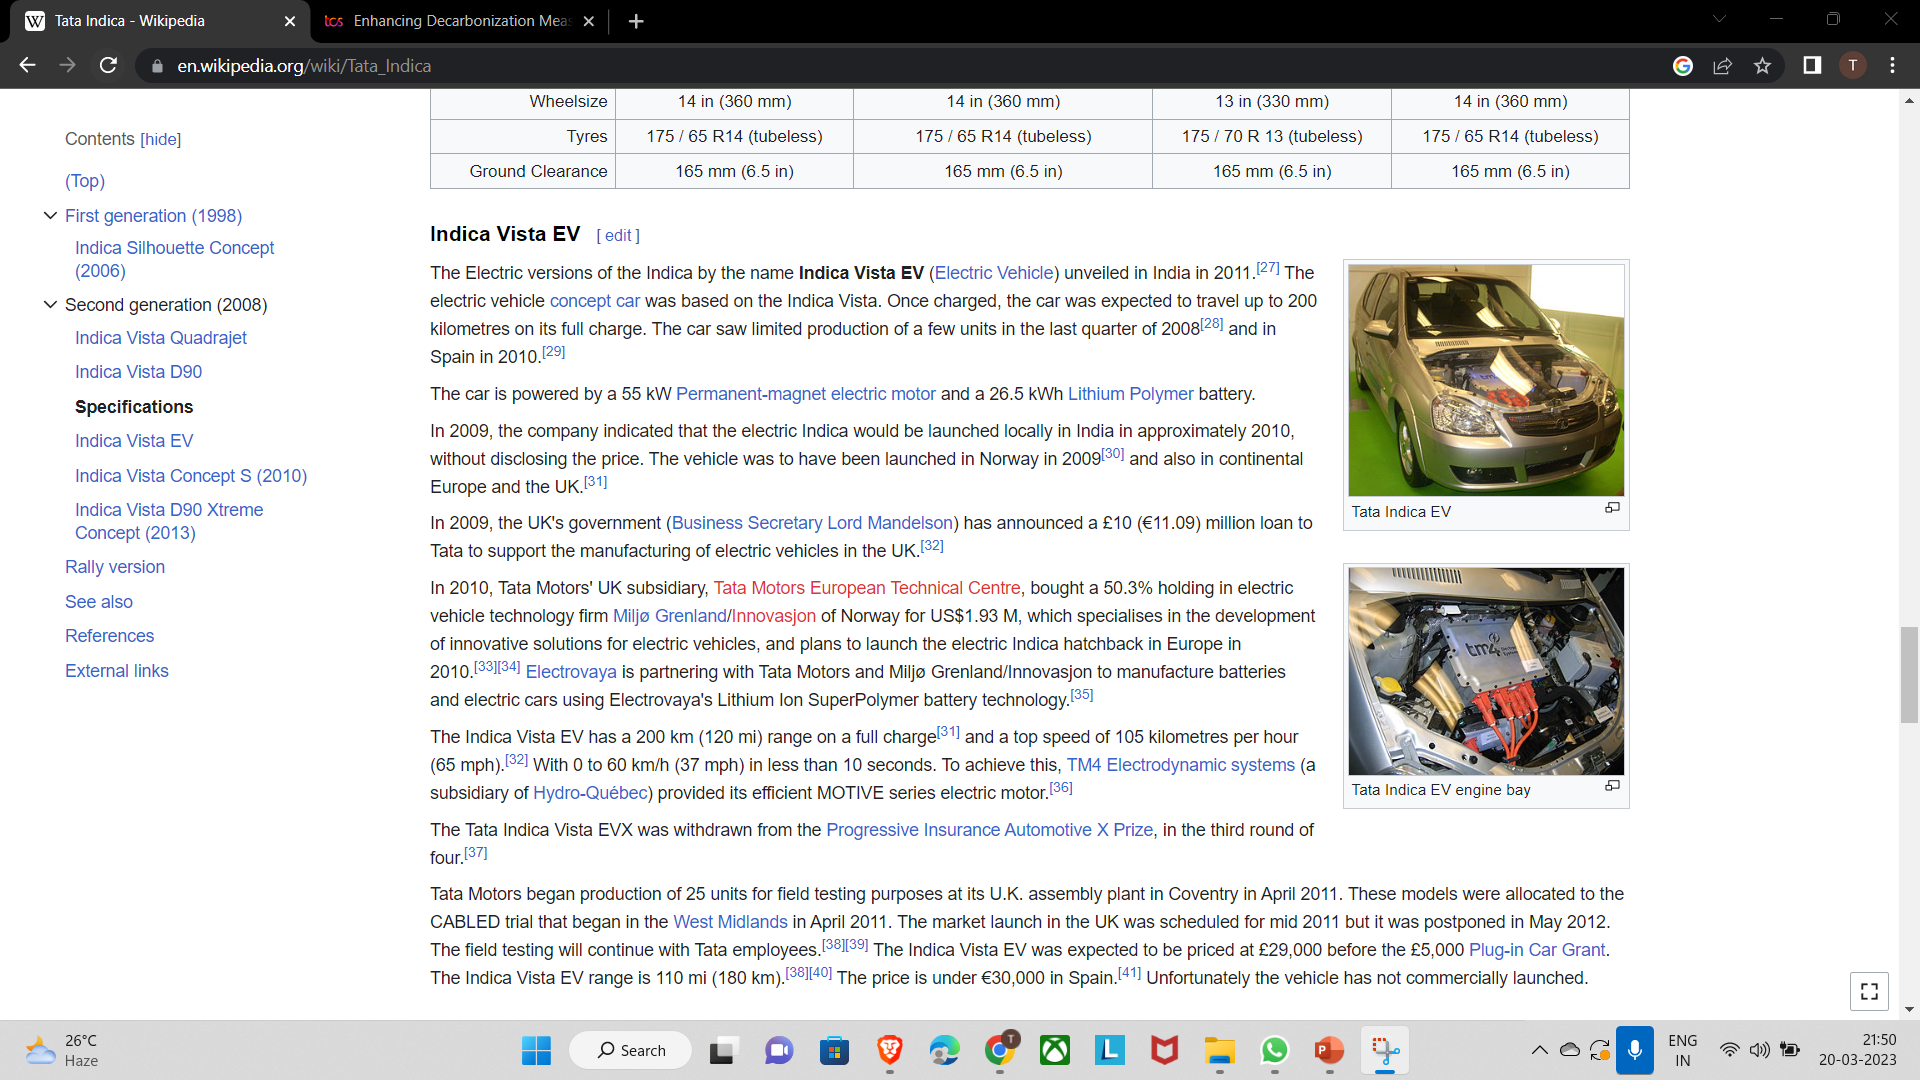 Tata Indica - Wikipedia
tcs Enhancing Decarbonization Meas
en.wikipedia.org/wiki/Tata_Indica
T
Contents [hide]
(Top)
First generation (1998)
Indica Silhouette Concept
(2006)
Second generation (2008)
Indica Vista Quadrajet
Indica Vista D90
Specifications
Indica Vista EV
Indica Vista Concept S (2010)
Indica Vista D90 Xtreme
Concept (2013)
Rally version
See also
References
External links
Wheelsize 14 in (360 mm) 14 in (360 mm) 13 in (330 mm) 14 in (360 mm)
Tyres 175 / 65 R14 (tubeless) 175 / 65 R14 (tubeless) 175 / 70 R 13 (tubeless) 175 / 65 R14 (tubeless)
Ground Clearance 165 mm (6.5 in) 165 mm (6.5 in) 165 mm (6.5 in) 165 mm (6.5 in)
Indica Vista EV [ edit ]
The Electric versions of the Indica by the name Indica Vista EV (Electric Vehicle) unveiled in India in 2011.[27] The
electric vehicle concept car was based on the Indica Vista. Once charged, the car was expected to travel up to 200
kilometres on its full charge. The car saw limited production of a few units in the last quarter of 2008[28] and in
Spain in 2010.[29]
The car is powered by a 55 kW Permanent-magnet electric motor and a 26.5 kWh Lithium Polymer battery.
In 2009, the company indicated that the electric Indica would be launched locally in India in approximately 2010,
without disclosing the price. The vehicle was to have been launched in Norway in 2009[30] and also in continental
Europe and the UK.[31]
In 2009, the UK's government (Business Secretary Lord Mandelson) has announced a £10 (€11.09) million loan to
Tata to support the manufacturing of electric vehicles in the UK.[32]
In 2010, Tata Motors' UK subsidiary, Tata Motors European Technical Centre, bought a 50.3% holding in electric
vehicle technology firm Miljø Grenland/Innovasjon of Norway for US$1.93 M, which specialises in the development
of innovative solutions for electric vehicles, and plans to launch the electric Indica hatchback in Europe in
2010.[33][34] Electrovaya is partnering with Tata Motors and Miljø Grenland/Innovasjon to manufacture batteries
and electric cars using Electrovaya's Lithium Ion SuperPolymer battery technology.[35]
The Indica Vista EV has a 200 km (120 mi) range on a full charge[31] and a top speed of 105 kilometres per hour
(65 mph).[32] With 0 to 60 km/h (37 mph) in less than 10 seconds. To achieve this, TM4 Electrodynamic systems (a
subsidiary of Hydro-Québec) provided its efficient MOTIVE series electric motor.[36]
The Tata Indica Vista EVX was withdrawn from the Progressive Insurance Automotive X Prize, in the third round of
four.[37]
Tata Motors began production of 25 units for field testing purposes at its U.K. assembly plant in Coventry in April 2011. These models were allocated to the
CABLED trial that began in the West Midlands in April 2011. The market launch in the UK was scheduled for mid 2011 but it was postponed in May 2012.
The field testing will continue with Tata employees.[38][39] The Indica Vista EV was expected to be priced at £29,000 before the £5,000 Plug-in Car Grant.
The Indica Vista EV range is 110 mi (180 km).[38][40] The price is under €30,000 in Spain.[41] Unfortunately the vehicle has not commercially launched.
Tata Indica EV
tm4
Tata Indica EV engine bay
26°C
Haze
Search
T
L
P
ENG
IN
21:50
20-03-2023